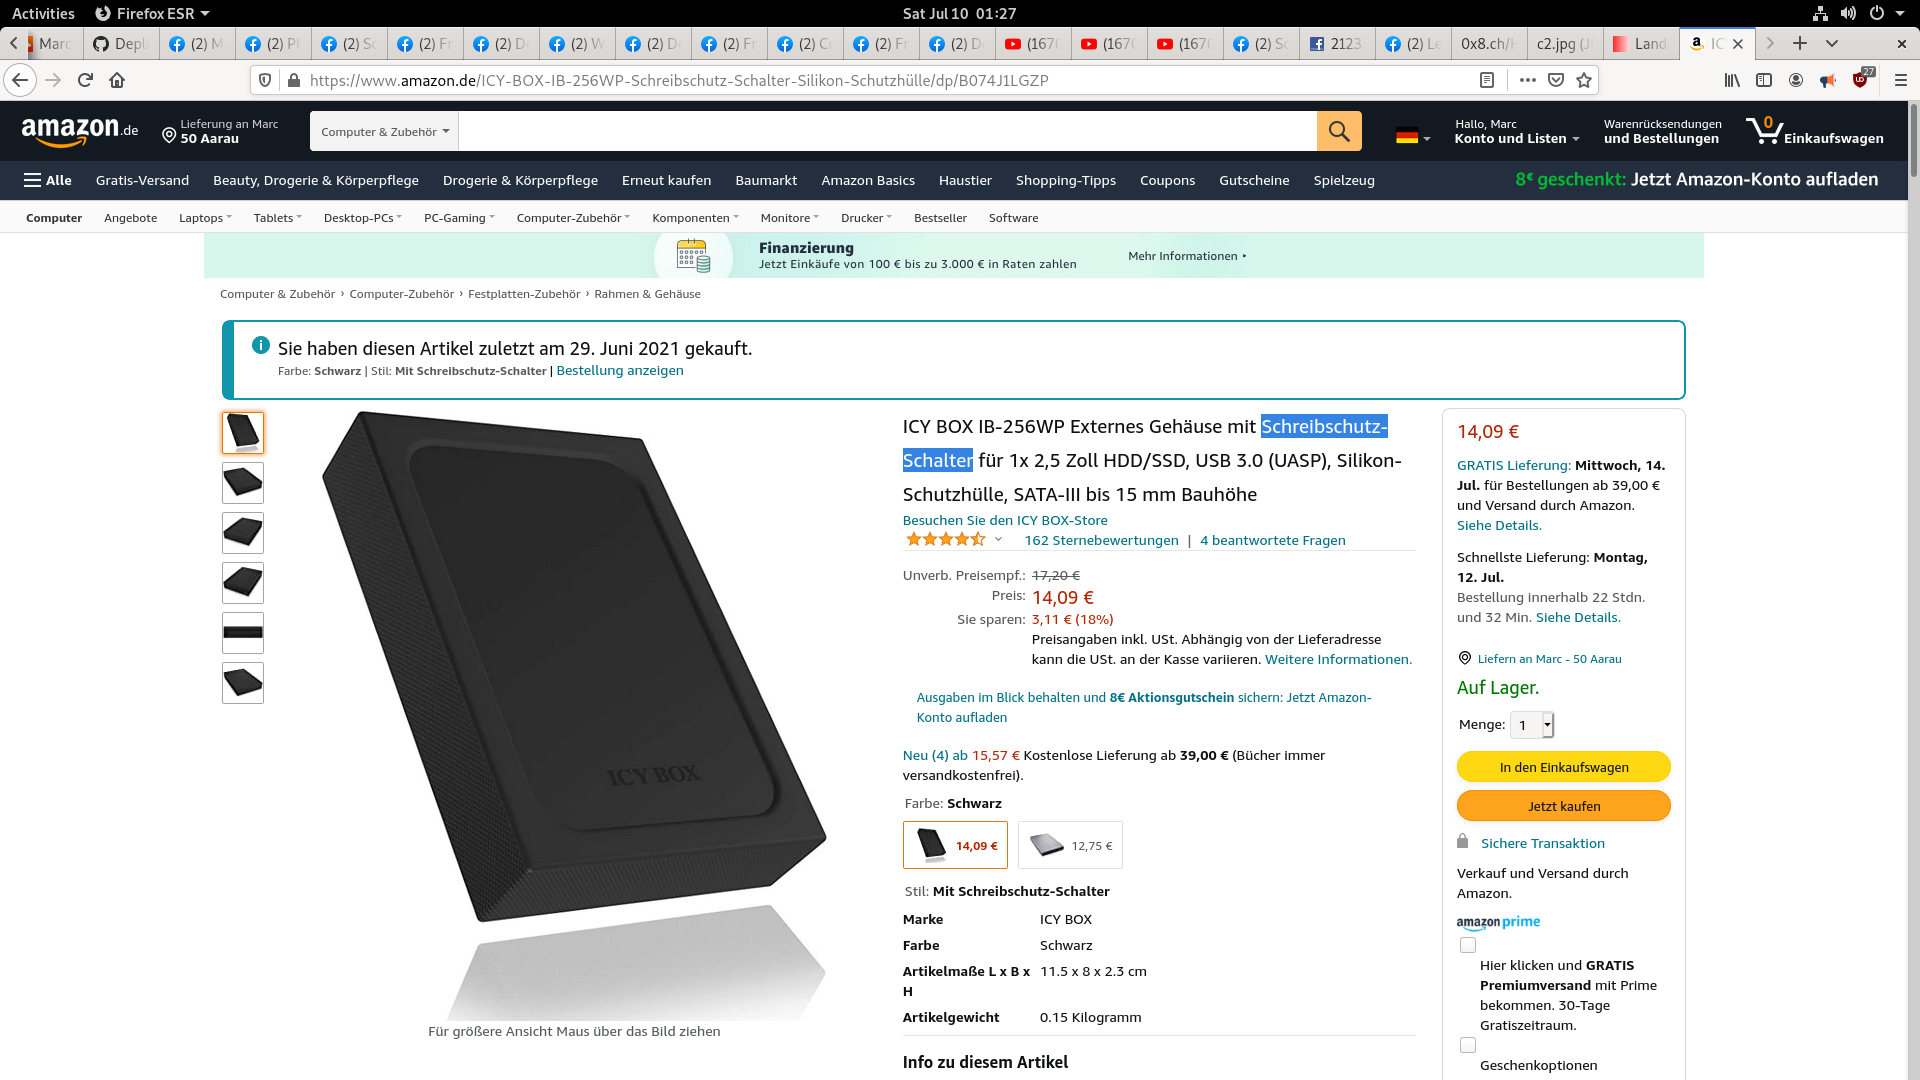 Activities
Firefox ESR
Sat Jul 10 01:27
Marc
Depl
(2) M
(2) Ph
(2) Sc
(2) Fr
(2) D
(2) W
(2) D
(2) Fr
(2) Co
(2) Fr
(2) D
(167(
(167(
(167(
(2) Sc
2123
(2) Le
0x8.ch/
c2.jpg (J
Land
https://www.amazon.de/ICY-BOX-IB-256WP-Schreibschutz-Schalter-Silikon-Schutzhülle/dp/B074J1LGZP
27
amazon.de
Lieferung an Marc
50 Aarau
Computer & Zubehör
Hallo, Marc
Konto und Listen
Warenrücksendungen
und Bestellungen
0
Einkaufswagen
Alle
Gratis-Versand
Beauty, Drogerie & Körperpflege
Drogerie & Körperpflege
Erneut kaufen
Baumarkt
Amazon Basics
Haustier
Shopping-Tipps
Coupons
Gutscheine
Spielzeug
8€ geschenkt: Jetzt Amazon-Konto aufladen
Computer
Angebote
Laptops
Tablets
Desktop-PCs
PC-Gaming
Computer-Zubehör
Komponenten
Monitore
Drucker
Bestseller
Software
Finanzierung
Jetzt Einkäufe von 100 € bis zu 3.000 € in Raten zahlen
Mehr Informationen
Computer & Zubehör › Computer-Zubehör › Festplatten-Zubehör › Rahmen & Gehäuse
Sie haben diesen Artikel zuletzt am 29. Juni 2021 gekauft.
Farbe: Schwarz | Stil: Mit Schreibschutz-Schalter | Bestellung anzeigen
ICY BOX
Für größere Ansicht Maus über das Bild ziehen
ICY BOX IB-256WP Externes Gehäuse mit Schreibschutz-
Schalter für 1x 2,5 Zoll HDD/SSD, USB 3.0 (UASP), Silikon-
Schutzhülle, SATA-III bis 15 mm Bauhöhe
Besuchen Sie den ICY BOX-Store
162 Sternebewertungen | 4 beantwortete Fragen
Unverb. Preisempf.: 17,20 €
Preis: 14,09 €
Sie sparen: 3,11 € (18%)
Preisangaben inkl. USt. Abhängig von der Lieferadresse
kann die USt. an der Kasse variieren. Weitere Informationen.
Ausgaben im Blick behalten und 8€ Aktionsgutschein sichern: Jetzt Amazon-
Konto aufladen
Neu (4) ab 15,57 € Kostenlose Lieferung ab 39,00 € (Bücher immer
versandkostenfrei).
Farbe: Schwarz
14,09 €
12,75 €
Stil: Mit Schreibschutz-Schalter
Marke ICY BOX
Farbe Schwarz
Artikelmaße L x B x 11.5 x 8 x 2.3 cm
H
Artikelgewicht 0.15 Kilogramm
Info zu diesem Artikel
14,09 €
GRATIS Lieferung: Mittwoch, 14.
Jul. für Bestellungen ab 39,00 €
und Versand durch Amazon.
Siehe Details.
Schnellste Lieferung: Montag,
12. Jul.
Bestellung innerhalb 22 Stdn.
und 32 Min. Siehe Details.
Liefern an Marc - 50 Aarau
Auf Lager.
Menge: 1
In den Einkaufswagen
Jetzt kaufen
Sichere Transaktion
Verkauf und Versand durch
Amazon.
amazon prime
Hier klicken und GRATIS
Premiumversand mit Prime
bekommen. 30-Tage
Gratiszeitraum.
Geschenkoptionen